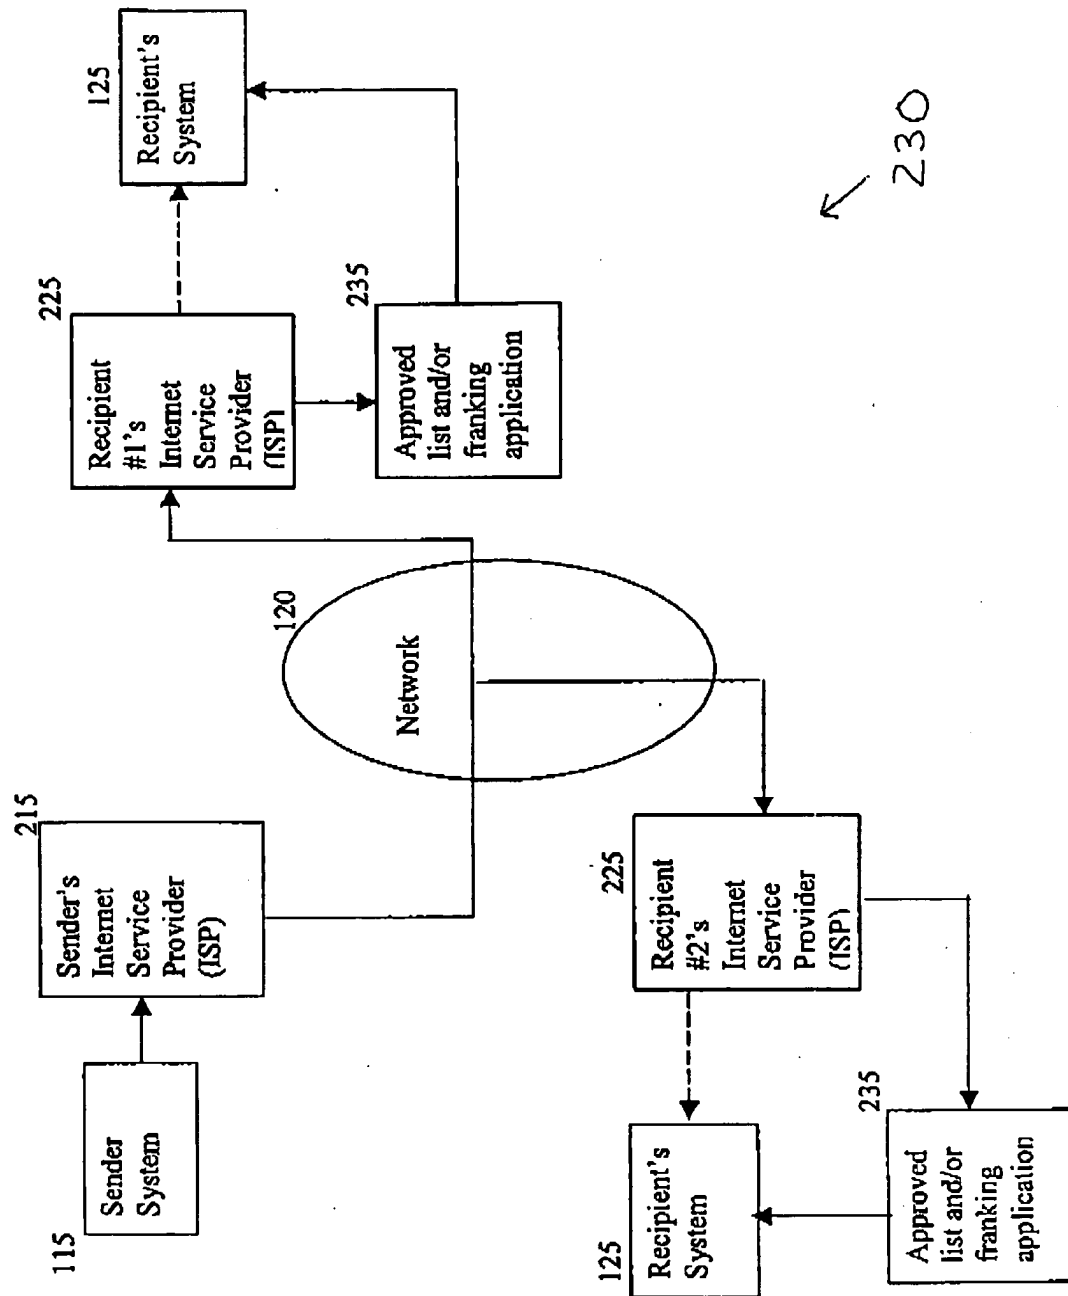 115
Sender
System
215
Sender's
Internet
Service
Provider
(ISP)
120
Network
225
Recipient
#1's
Internet
Service
Provider
(ISP)
125
Recipient's
System
235
Approved
list and/or
franking
application
225
Recipient
#2's
Internet
Service
Provider
(ISP)
125
Recipient's
System
235
Approved
list and/or
franking
application
230